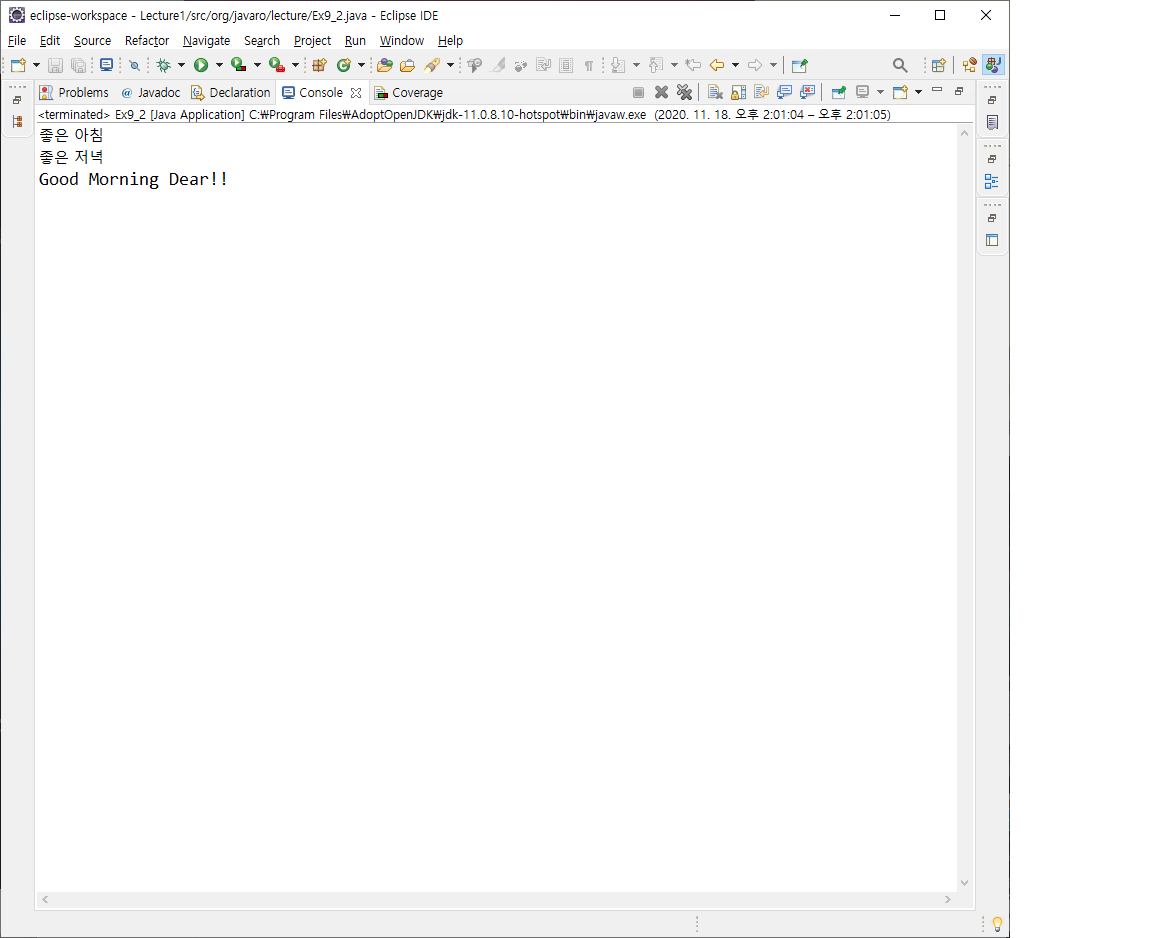 eclipse-workspace - Lecture1/src/org/javaro/lecture/Ex9_2.java - Eclipse IDE
File Edit Source Refactor Navigate Search Project Run Window Help
Problems @ Javadoc Declaration Console Coverage
<terminated> Ex9_2 [Java Application] C:₩Program Files₩AdoptOpenJDK₩jdk-11.0.8.10-hotspot₩bin₩javaw.exe (2020. 11. 18. 오후 2:01:04 – 오후 2:01:05)
좋은 아침
좋은 저녁
Good Morning Dear!!